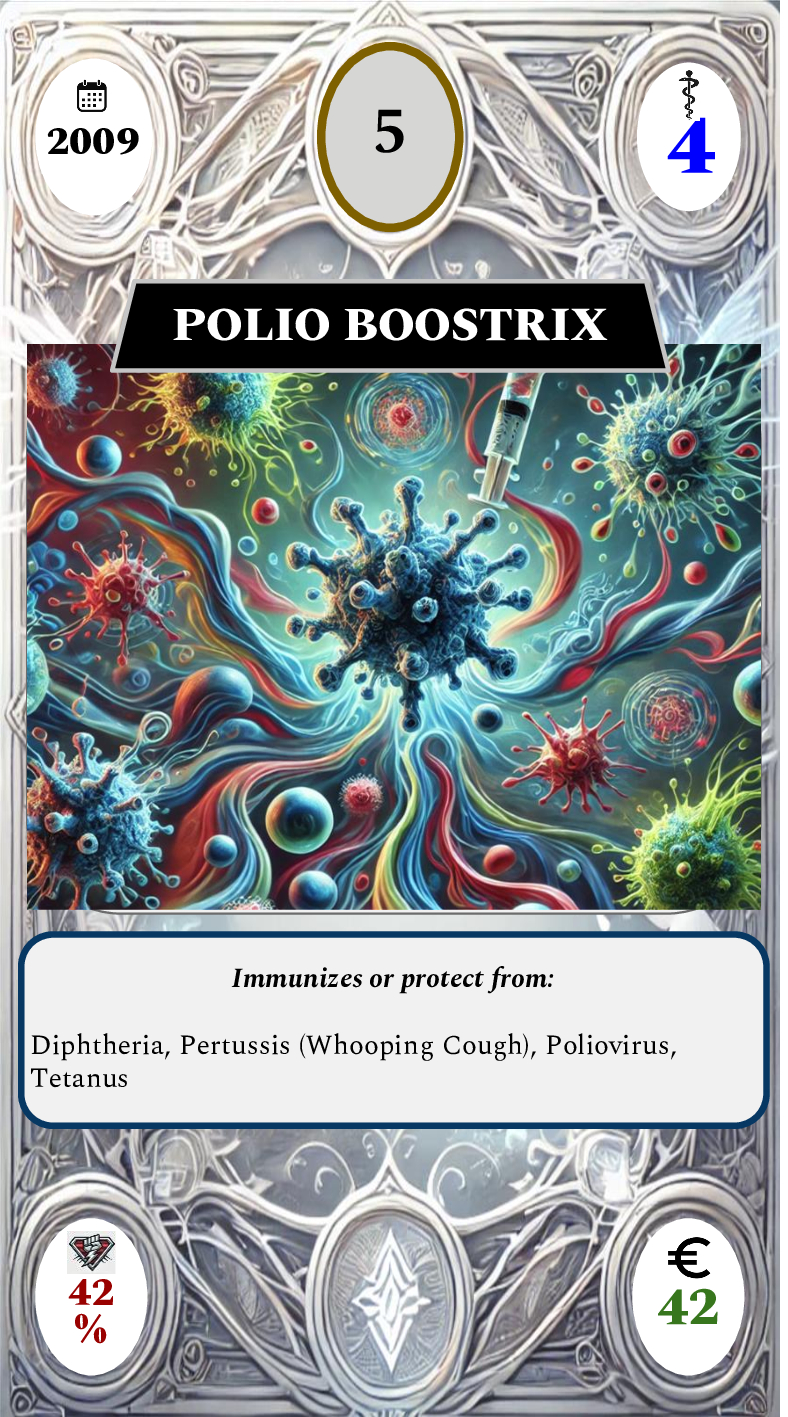 2009
5
4
POLIO BOOSTRIX
Immunizes or protect from:
Diphtheria, Pertussis (Whooping Cough), Poliovirus,
Tetanus
42
%
€
42